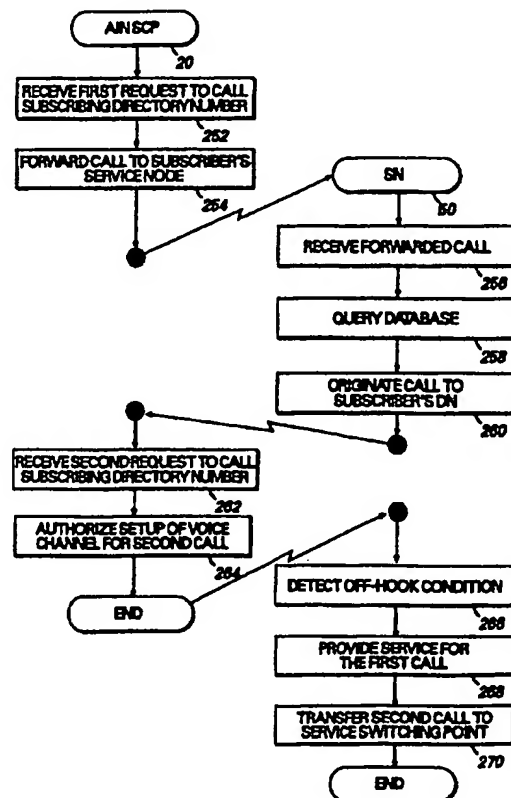 AIN SCP
20
RECEIVE FIRST REQUEST TO CALL
SUBSCRIBING DIRECTORY NUMBER
252
FORWARD CALL TO SUBSCRIBER'S
SERVICE NODE
254
SN
50
RECEIVE FORWARDED CALL
256
QUERY DATABASE
258
ORIGINATE CALL TO
SUBSCRIBER'S DN
260
RECEIVE SECOND REQUEST TO CALL
SUBSCRIBING DIRECTORY NUMBER
262
AUTHORIZE SETUP OF VOICE
CHANNEL FOR SECOND CALL
264
END
DETECT OFF-HOOK CONDITION
266
PROVIDE SERVICE FOR
THE FIRST CALL
268
TRANSFER SECOND CALL TO
SERVICE SWITCHING POINT
270
END